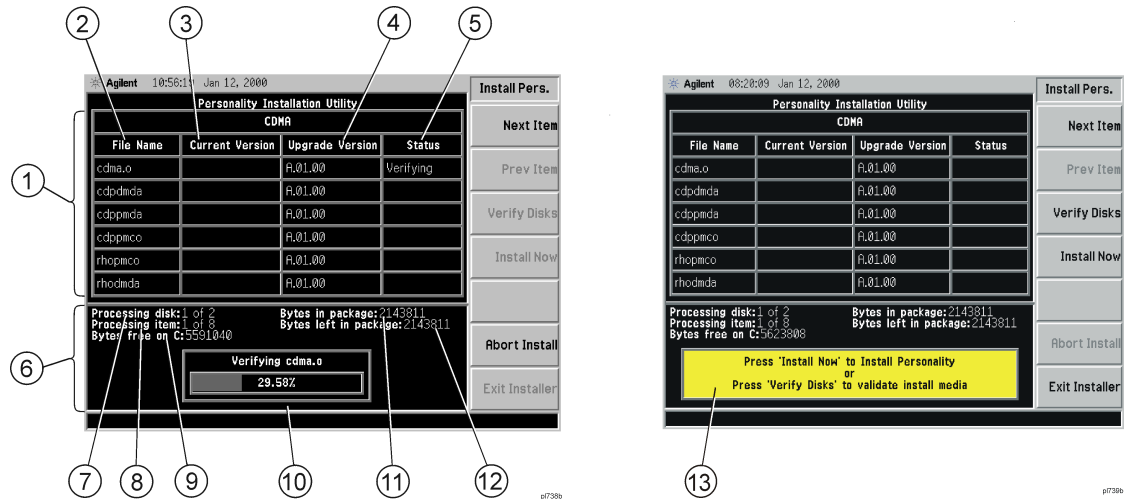 2
3
4
5
Agilent 10:56:19 Jan 12, 2000
Install Pers.
Personality Installation Utility
CDMA
File Name Current Version Upgrade Version Status
cdma.o A.01.00 Verifying
cdpdmda A.01.00
cdppmda A.01.00
cdppmco A.01.00
rhopmco A.01.00
rhodmda A.01.00
Next Item
Prev Item
Verify Disks
Install Now
Abort Install
Exit Installer
1
6
Processing disk:1 of 2 Bytes in package:2143811
Processing item:1 of 8 Bytes left in package:2143811
Bytes free on C:5591040
Verifying cdma.o
29.58%
7
8
9
10
11
12
pl738b
Agilent 08:20:09 Jan 12, 2000
Install Pers.
Personality Installation Utility
CDMA
File Name Current Version Upgrade Version Status
cdma.o A.01.00
cdpdmda A.01.00
cdppmda A.01.00
cdppmco A.01.00
rhopmco A.01.00
rhodmda A.01.00
Next Item
Prev Item
Verify Disks
Install Now
Abort Install
Exit Installer
Processing disk:1 of 2 Bytes in package:2143811
Processing item:1 of 8 Bytes left in package:2143811
Bytes free on C:5623808
Press 'Install Now' to Install Personality
or
Press 'Verify Disks' to validate install media
13
pl739b